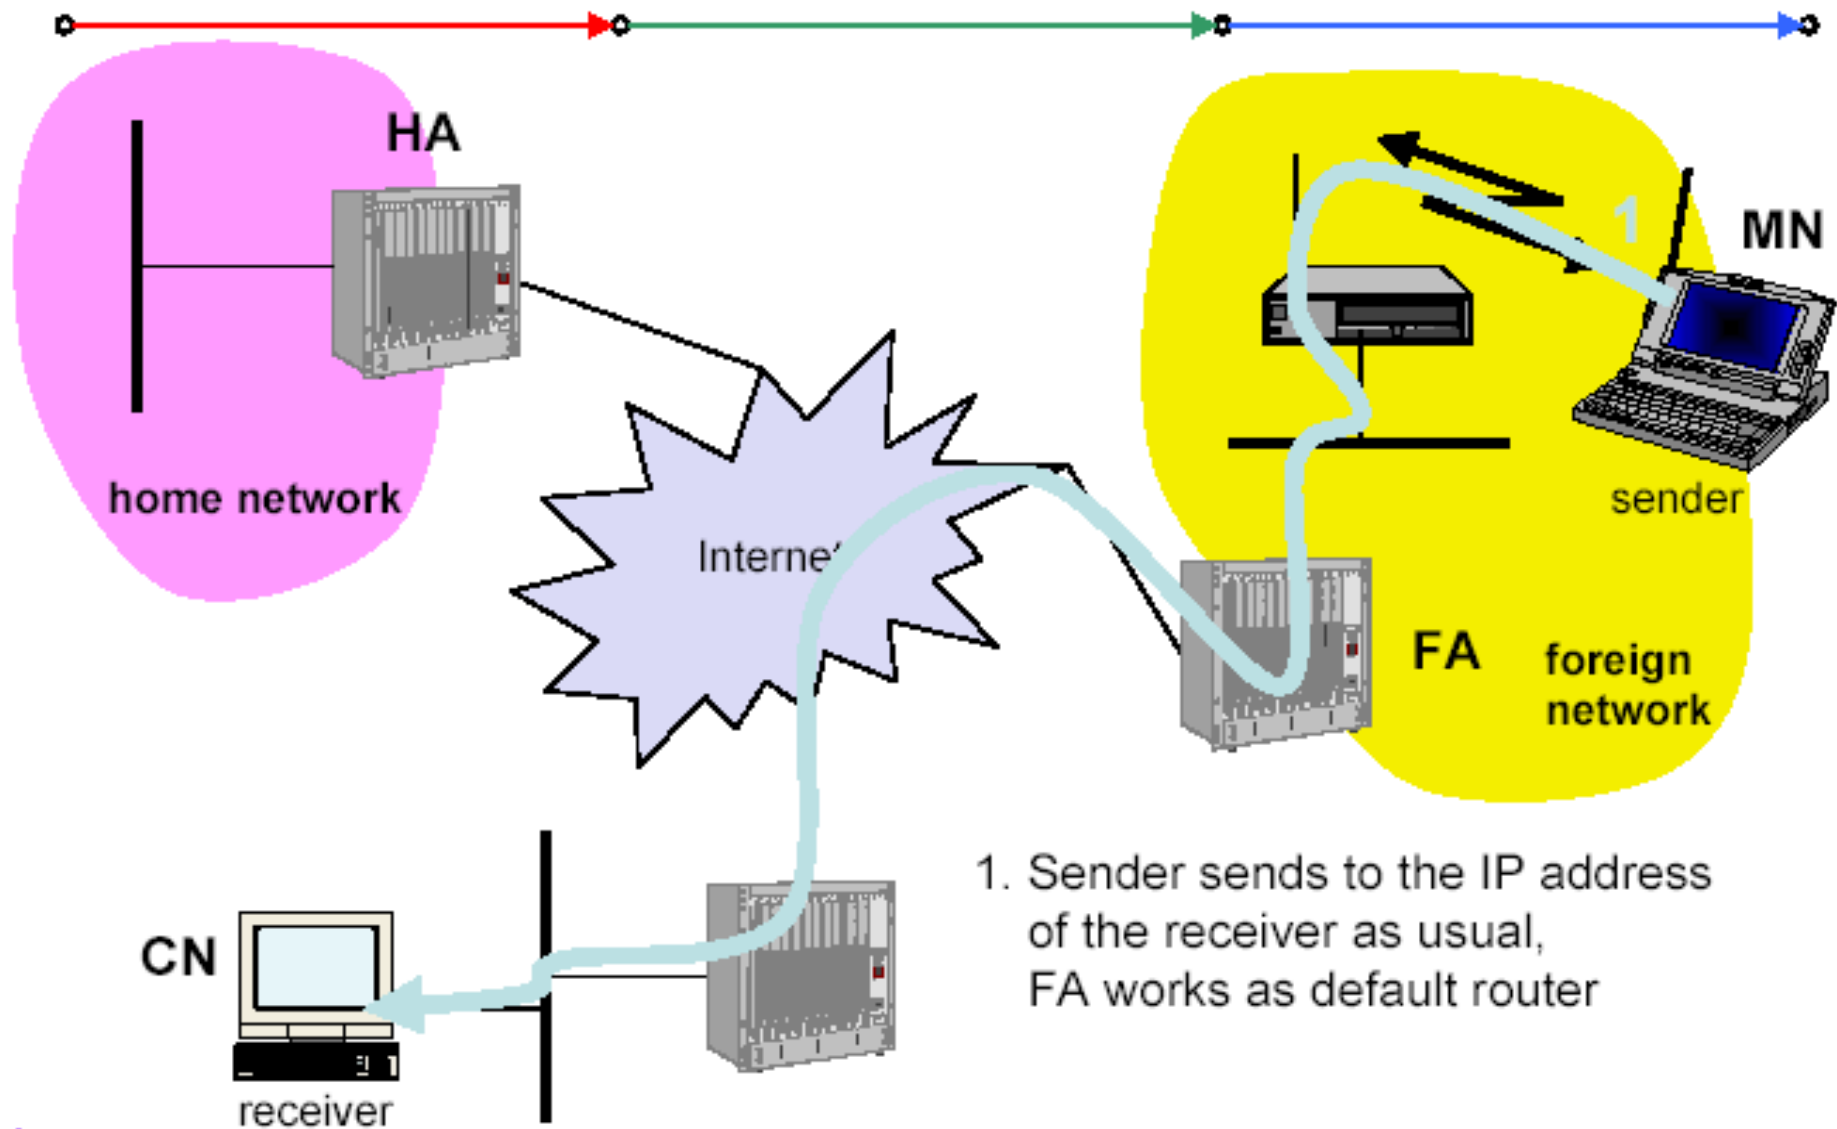 HA
1
MN
home network
sender
Internet
FA
foreign
network
1. Sender sends to the IP address
of the receiver as usual,
FA works as default router
CN
receiver